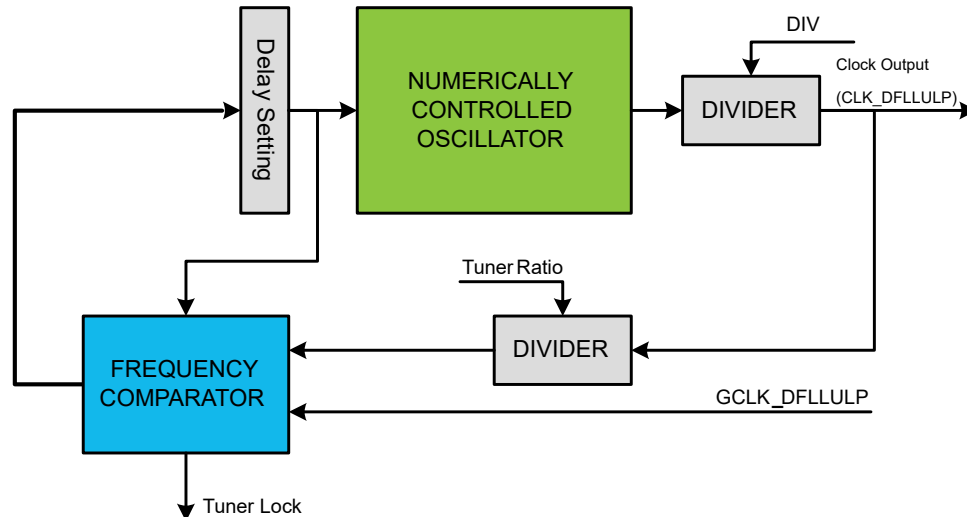 DIV
Clock Output
(CLK_DFLLULP)
Delay Setting
NUMERICALLY
CONTROLLED
OSCILLATOR
DIVIDER
Tuner Ratio
DIVIDER
FREQUENCY
COMPARATOR
GCLK_DFLLULP
Tuner Lock